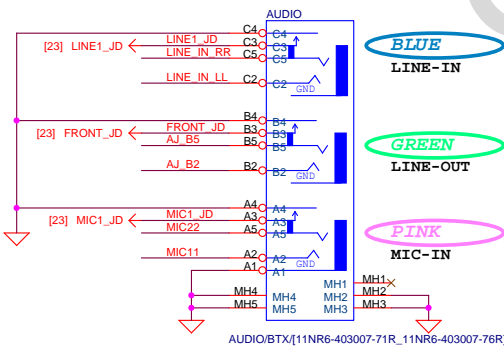 AUDIO
C4 C4
[23] LINE1_JD LINE1_JD C3 C3
LINE_IN_RR C5 C5
LINE_IN_LL C2 C2
GND
BLUE
LINE-IN
B4 B4
[23] FRONT_JD FRONT_JD B3 B3
AJ_B5 B5 B5
AJ_B2 B2 B2
GND
GREEN
LINE-OUT
A4 A4
[23] MIC1_JD MIC1_JD A3 A3
MIC22 A5 A5
MIC11 A2 A2
GND
A1 A1
PINK
MIC-IN
MH1 MH1
MH4 MH4 MH2 MH2
MH5 MH5 MH3 MH3
AUDIO/BTX/[11NR6-403007-71R_11NR6-403007-76R